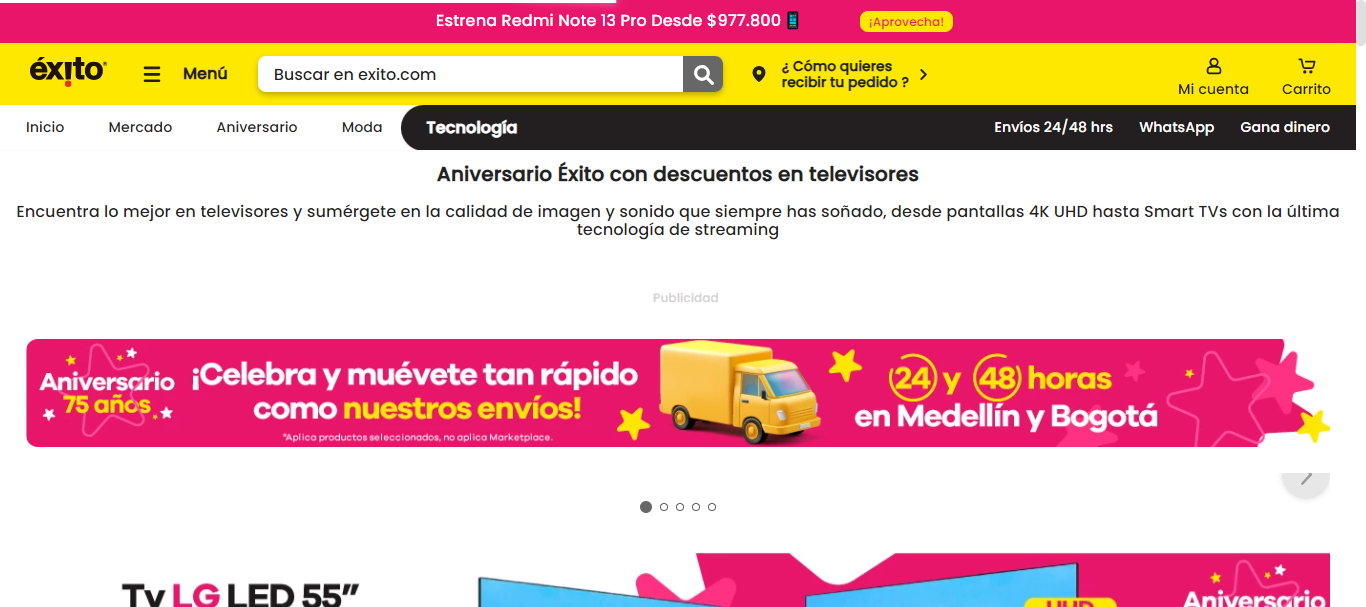 Estrena Redmi Note 13 Pro Desde $977.800
¡Aprovecha!
éxito
Menú
Buscar en exito.com
¿ Cómo quieres
recibir tu pedido ?
Mi cuenta
Carrito
Inicio
Mercado
Aniversario
Moda
Tecnología
Envíos 24/48 hrs
WhatsApp
Gana dinero
Aniversario Éxito con descuentos en televisores
Encuentra lo mejor en televisores y sumérgete en la calidad de imagen y sonido que siempre has soñado, desde pantallas 4K UHD hasta Smart TVs con la última
tecnología de streaming
Publicidad
Aniversario
75 años
¡Celebra y muévete tan rápido
como nuestros envíos!
*Aplica productos seleccionados, no aplica Marketplace.
24 y 48 horas
en Medellín y Bogotá
Tv LG LED 55”
UHD
Aniversario